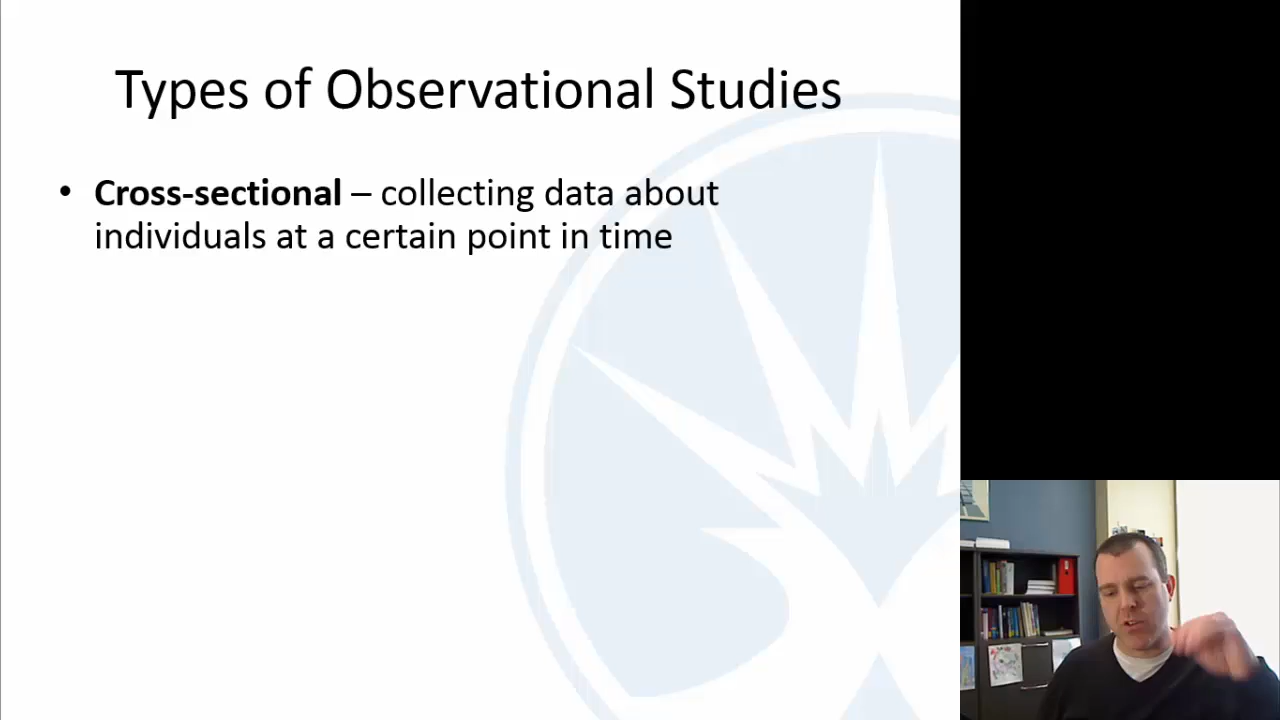 Types of Observational Studies
• Cross-sectional – collecting data about
individuals at a certain point in time